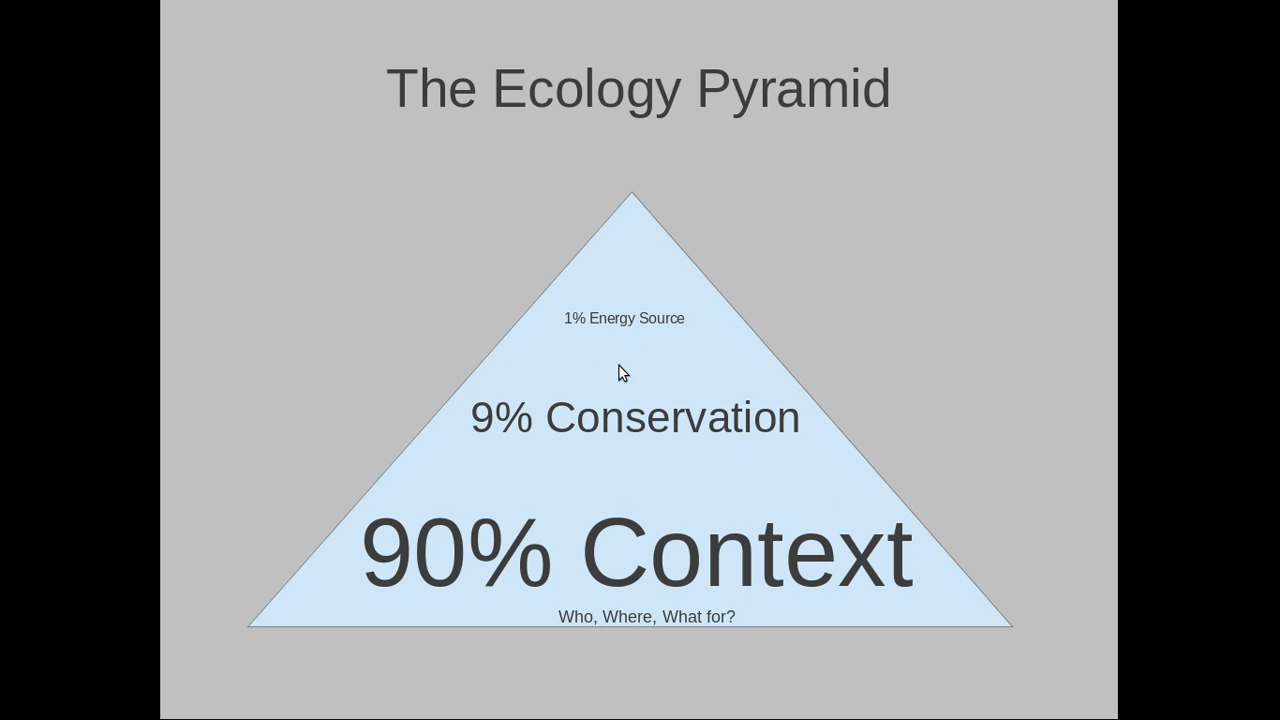 The Ecology Pyramid
1% Energy Source
9% Conservation
90% Context
Who, Where, What for?